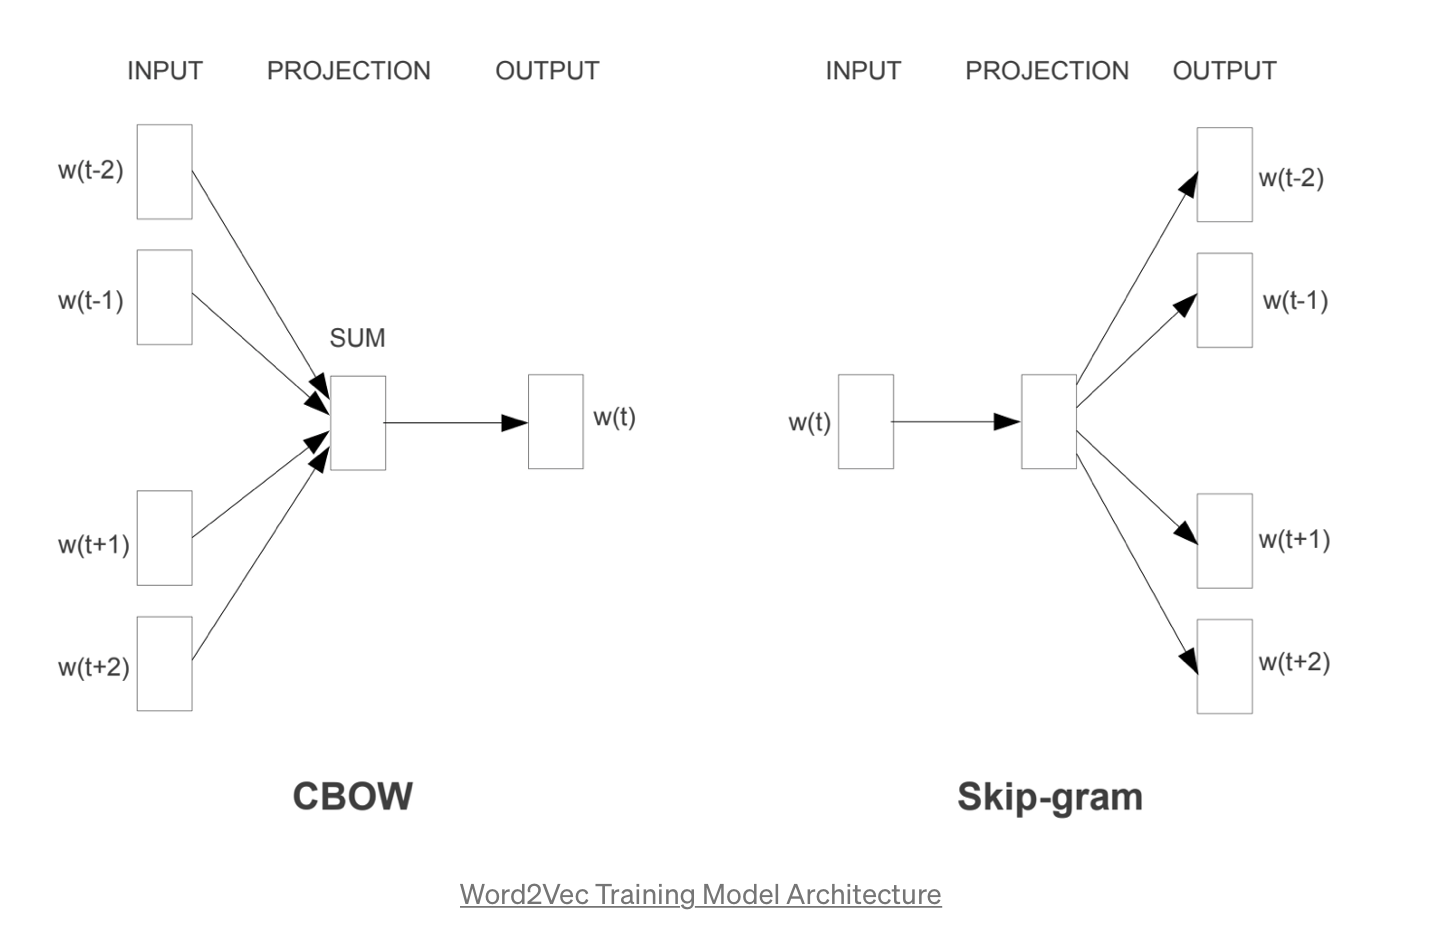 INPUT PROJECTION OUTPUT
w(t-2)
w(t-1)
SUM
w(t)
w(t+1)
w(t+2)
CBOW
INPUT PROJECTION OUTPUT
w(t-2)
w(t-1)
w(t)
w(t+1)
w(t+2)
Skip-gram
Word2Vec Training Model Architecture